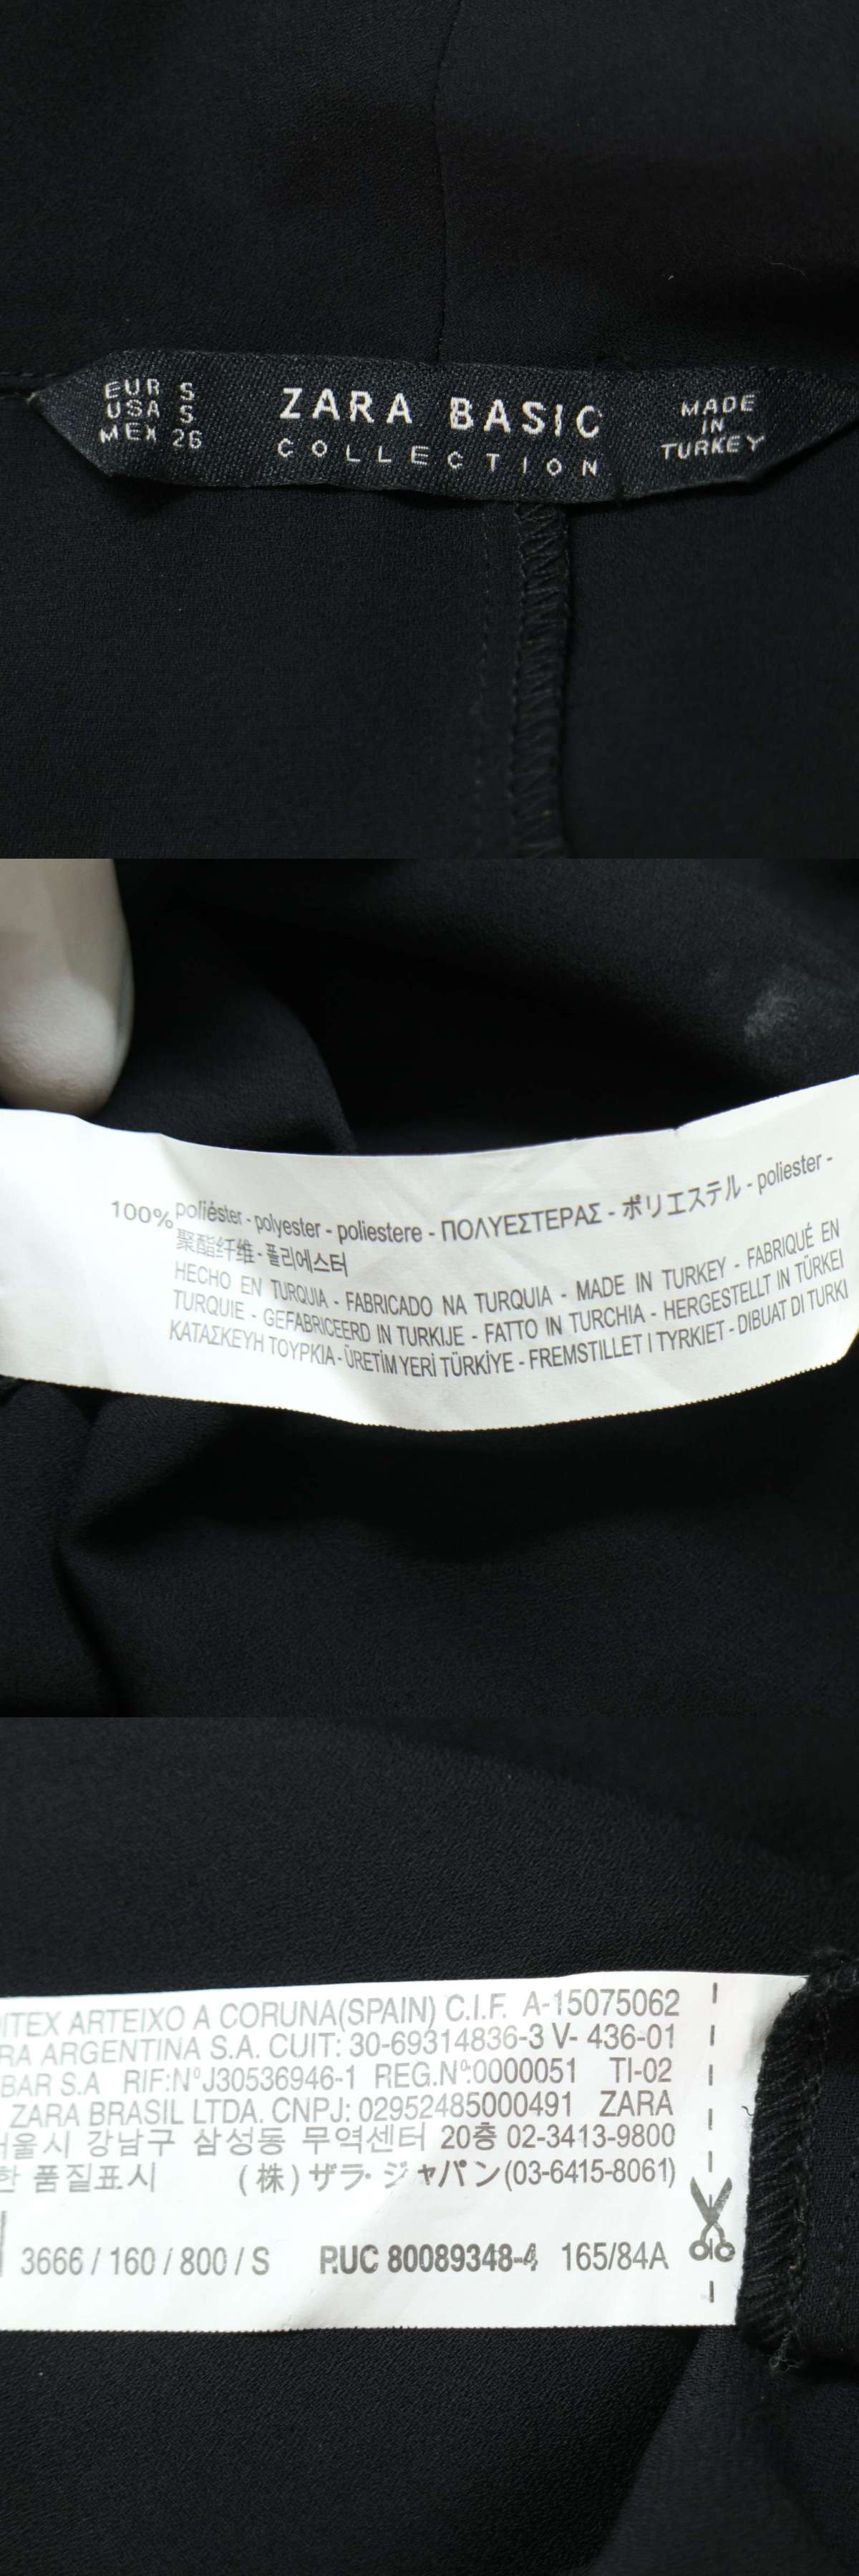 EUR S
USA S
MEX 26
ZARA BASIC
COLLECTION
MADE
IN
TURKEY
100% poliéster - polyester - poliestere - ΠΟΛΥΕΣΤΕΡΑΣ - ポリエステル - poliester -
聚酯纤维 - 폴리에스터
HECHO EN TURQUIA - FABRICADO NA TURQUIA - MADE IN TURKEY - FABRIQUÉ EN
TURQUIE - GEFABRICEERD IN TURKIJE - FATTO IN TURCHIA - HERGESTELLT IN TÜRKEI
ΚΑΤΑΣΚΕΥΗ ΤΟΥΡΚΙΑ - ÜRETİM YERİ TÜRKİYE - FREMSTILLET I TYRKIET - DIBUAT DI TURKI
ITEX ARTEIXO A CORUNA(SPAIN) C.I.F. A-15075062
RA ARGENTINA S.A. CUIT: 30-69314836-3 V- 436-01
BAR S.A RIF:NºJ30536946-1 REG.Nº:0000051 TI-02
ZARA BRASIL LTDA. CNPJ: 02952485000491 ZARA
울시 강남구 삼성동 무역센터 20층 02-3413-9800
한 품질표시 (株) ザラ・ジャパン(03-6415-8061)
3666 / 160 / 800 / S RUC 80089348-4 165/84A